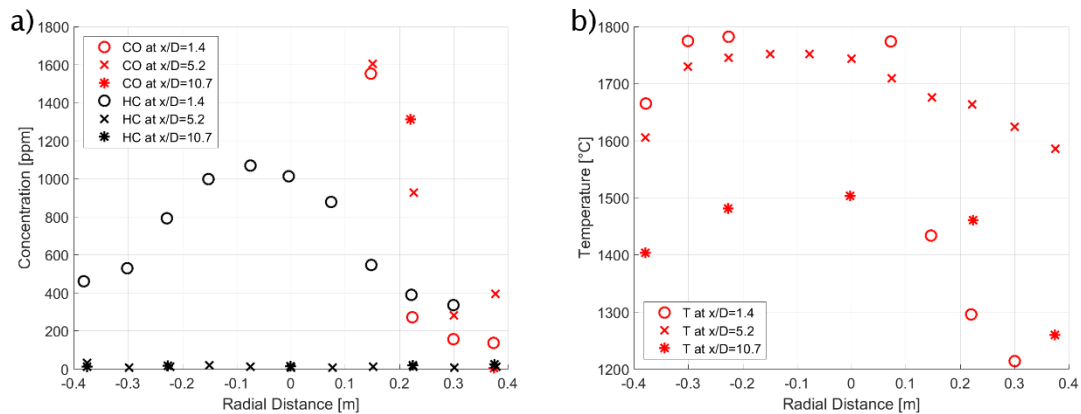 a)
1800
1600
1400
1200
1000
800
600
400
200
0
Concentration [ppm]
CO at x/D=1.4
CO at x/D=5.2
CO at x/D=10.7
HC at x/D=1.4
HC at x/D=5.2
HC at x/D=10.7
-0.4 -0.3 -0.2 -0.1 0 0.1 0.2 0.3 0.4
Radial Distance [m]
b)
1800
1700
1600
1500
1400
1300
1200
Temperature [°C]
T at x/D=1.4
T at x/D=5.2
T at x/D=10.7
-0.4 -0.3 -0.2 -0.1 0 0.1 0.2 0.3 0.4
Radial Distance [m]